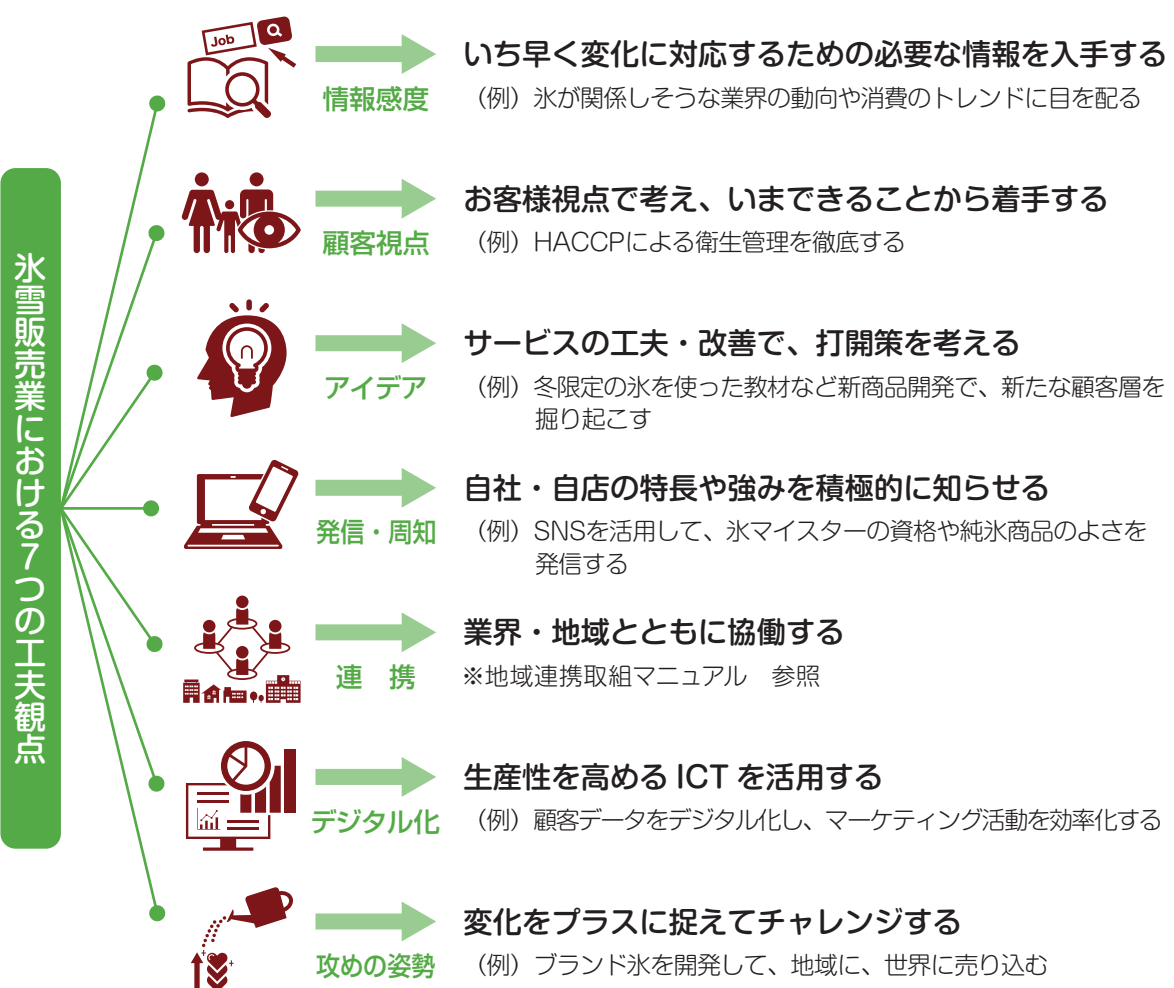 氷雪販売業における7つの工夫観点
Job
情報感度
いち早く変化に対応するための必要な情報を入手する
（例）氷が関係しそうな業界の動向や消費のトレンドに目を配る
顧客視点
お客様視点で考え、いまできることから着手する
（例）HACCPによる衛生管理を徹底する
アイデア
サービスの工夫・改善で、打開策を考える
（例）冬限定の氷を使った教材など新商品開発で、新たな顧客層を
掘り起こす
発信・周知
自社・自店の特長や強みを積極的に知らせる
（例）SNSを活用して、氷マイスターの資格や純氷商品のよさを
発信する
連　携
業界・地域とともに協働する
※地域連携取組マニュアル　参照
デジタル化
生産性を高める ICT を活用する
（例）顧客データをデジタル化し、マーケティング活動を効率化する
攻めの姿勢
変化をプラスに捉えてチャレンジする
（例）ブランド氷を開発して、地域に、世界に売り込む